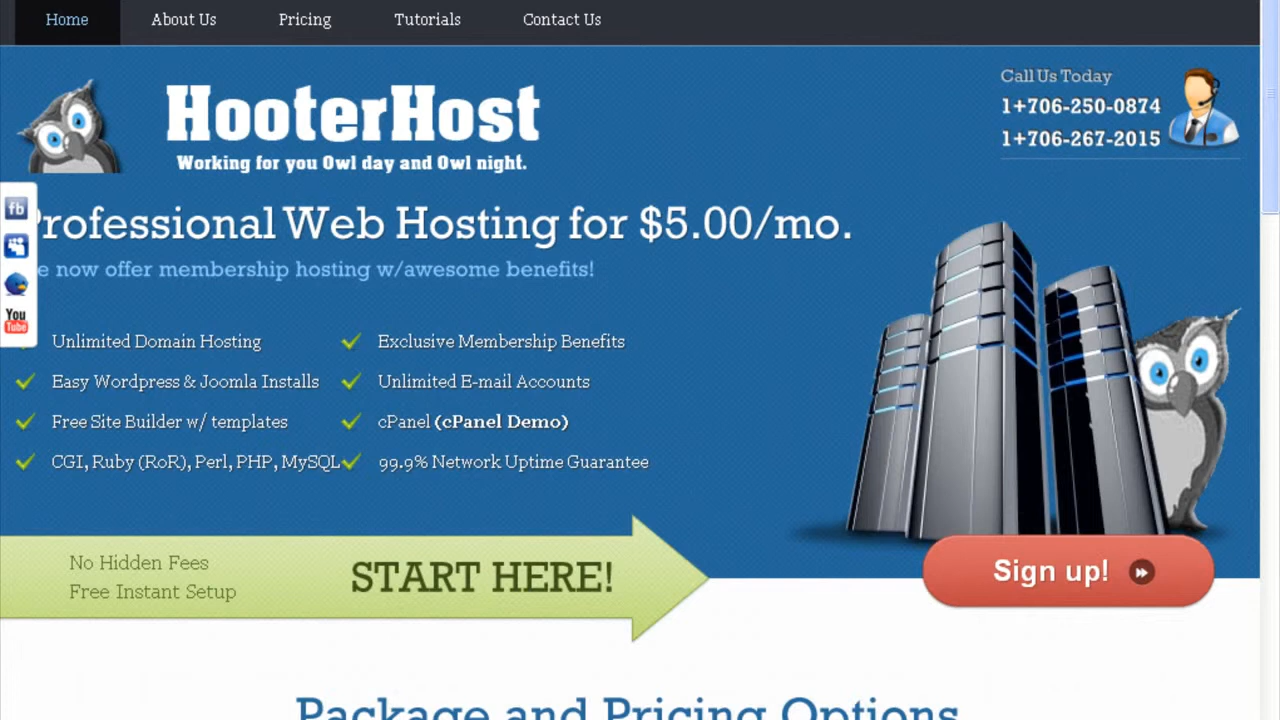 Home About Us Pricing Tutorials Contact Us
Call Us Today
1+706-250-0874
1+706-267-2015
HooterHost
Working for you Owl day and Owl night.
fb
You
Tube
Professional Web Hosting for $5.00/mo.
e now offer membership hosting w/awesome benefits!
Unlimited Domain Hosting
Exclusive Membership Benefits
Easy Wordpress & Joomla Installs
Unlimited E-mail Accounts
Free Site Builder w/ templates
cPanel (cPanel Demo)
CGI, Ruby (RoR), Perl, PHP, MySQL
99.9% Network Uptime Guarantee
No Hidden Fees
Free Instant Setup
START HERE!
Sign up!
Package and Pricing Options